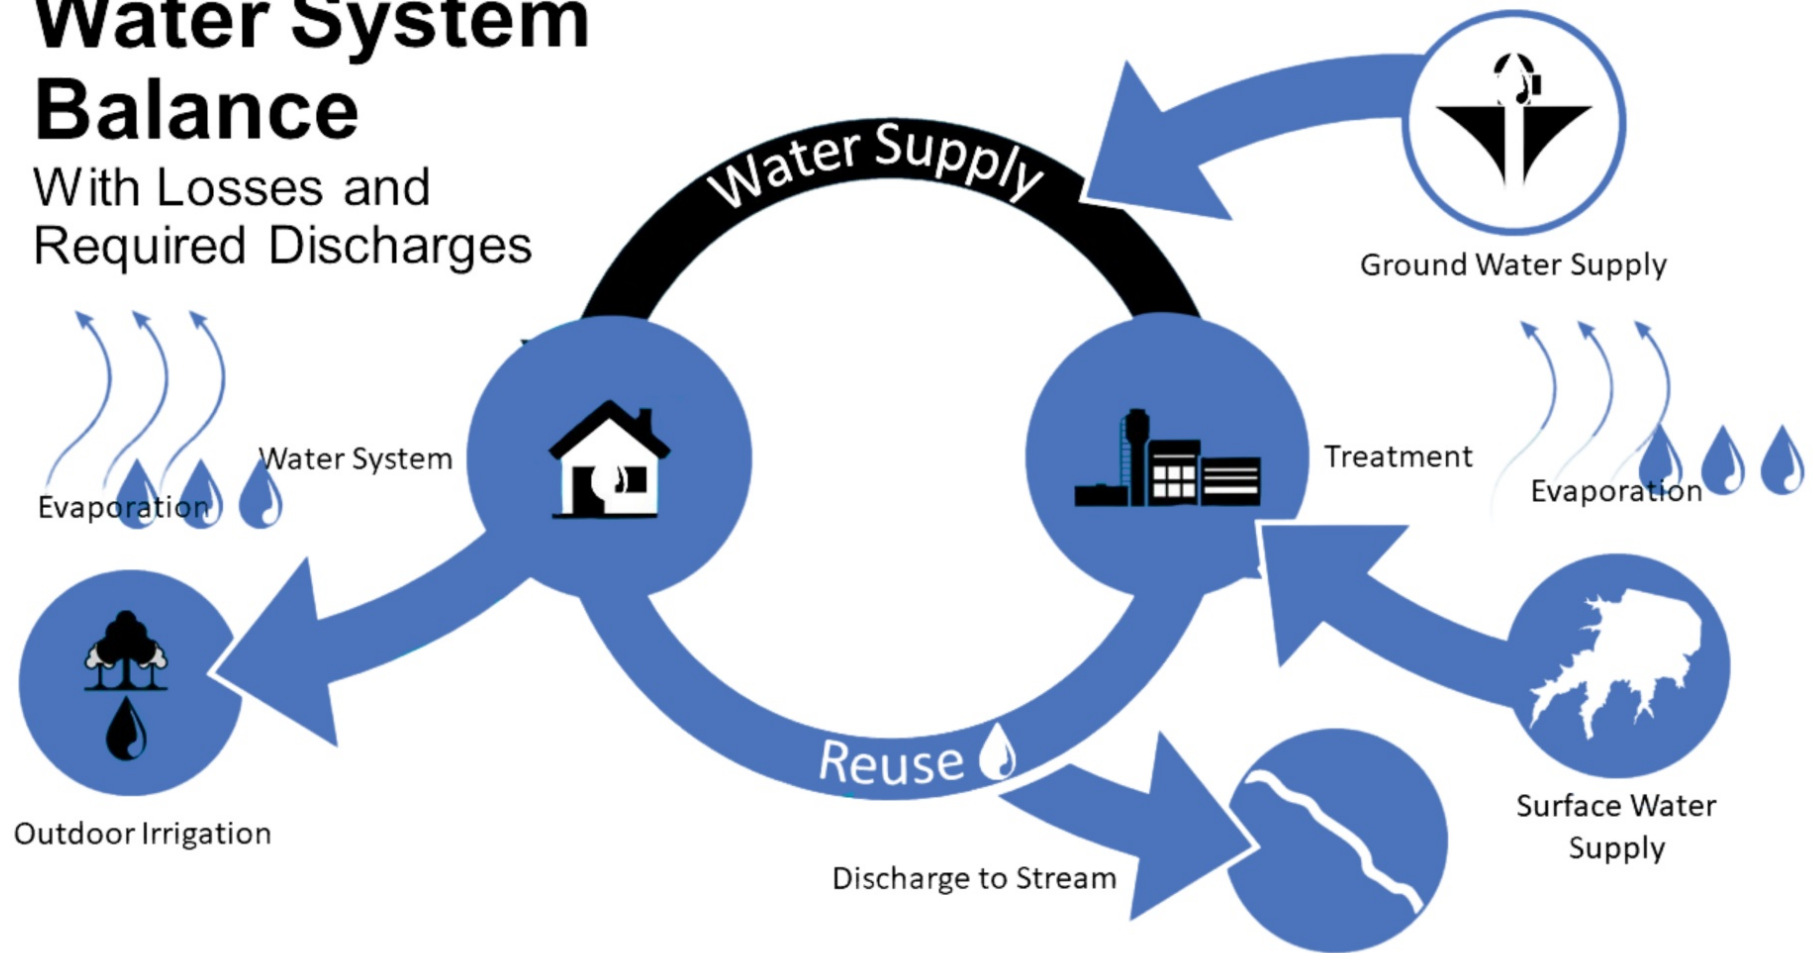 Water System
Balance
With Losses and
Required Discharges
Water Supply
Ground Water Supply
Water System
Evaporation
Treatment
Evaporation
Outdoor Irrigation
Reuse
Discharge to Stream
Surface Water
Supply